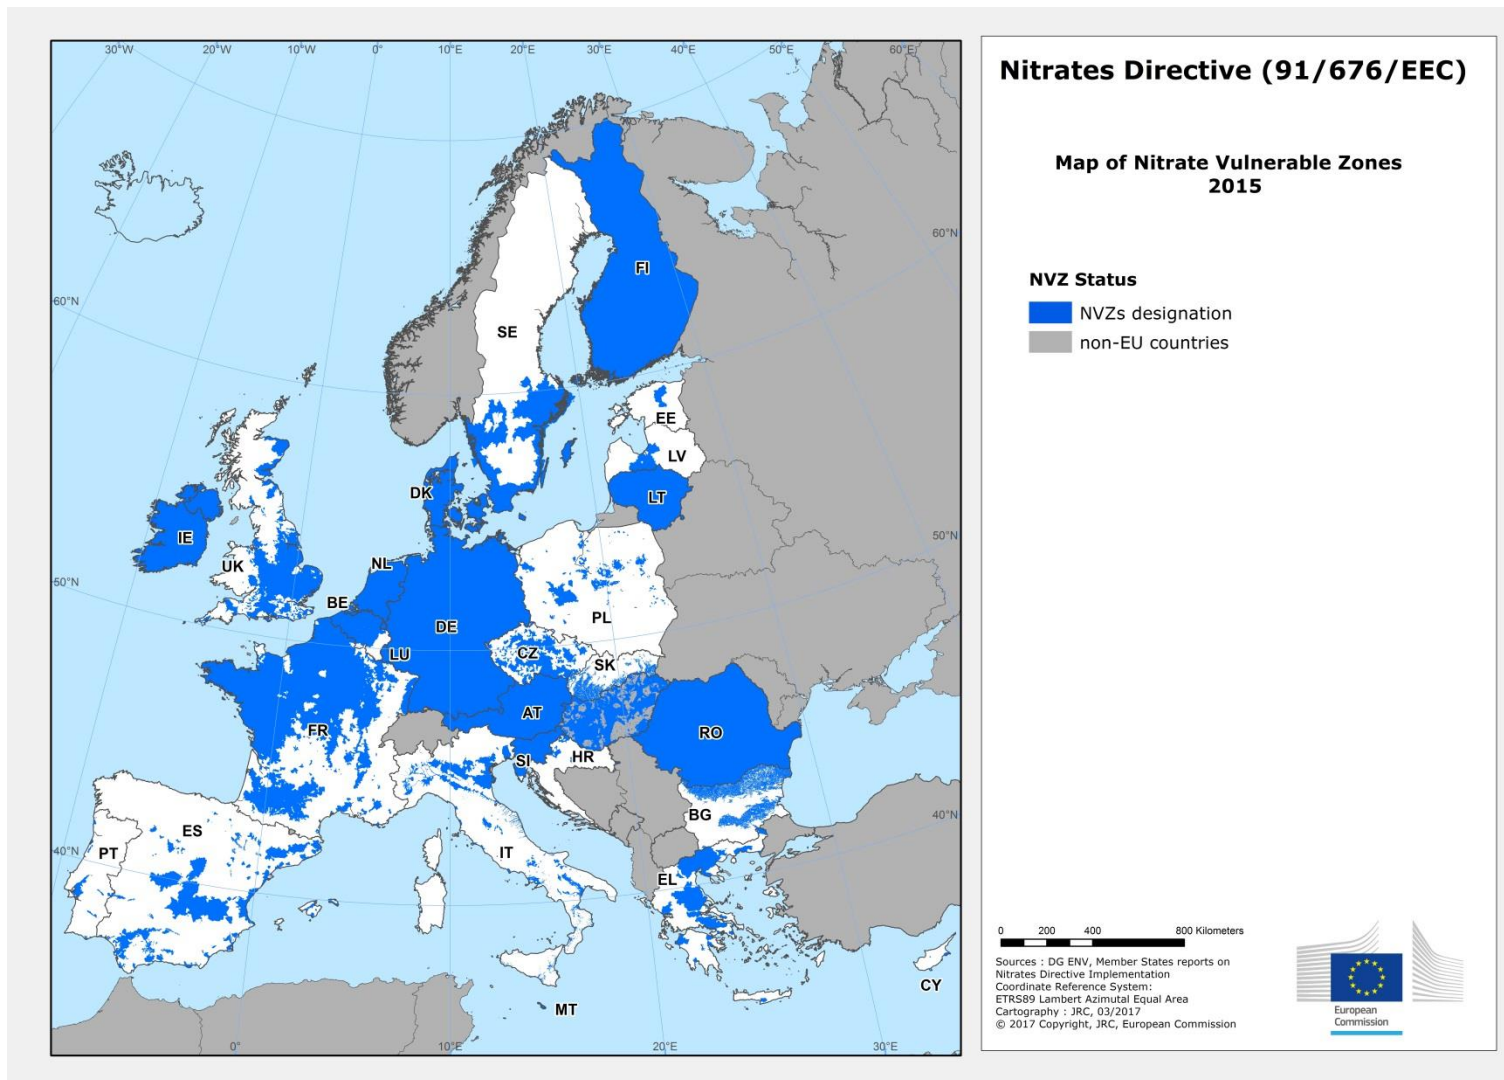 30°W 20°W 10°W 0° 10°E 20°E 30°E 40°E 50°E 60°E
60°N
60°N
50°N
50°N
40°N
40°N
0° 10°E 20°E 30°E
FI
SE
EE
LV
DK
LT
IE
NL
UK
BE
PL
DE
CZ
LU
SK
AT
FR
RO
HR
SI
BG
ES
PT
IT
EL
CY
MT
Nitrates Directive (91/676/EEC)
Map of Nitrate Vulnerable Zones
2015
NVZ Status
NVZs designation
non-EU countries
0 200 400 800 Kilometers
Sources : DG ENV, Member States reports on
Nitrates Directive Implementation
Coordinate Reference System:
ETRS89 Lambert Azimutal Equal Area
Cartography : JRC, 03/2017
© 2017 Copyright, JRC, European Commission
European
Commission